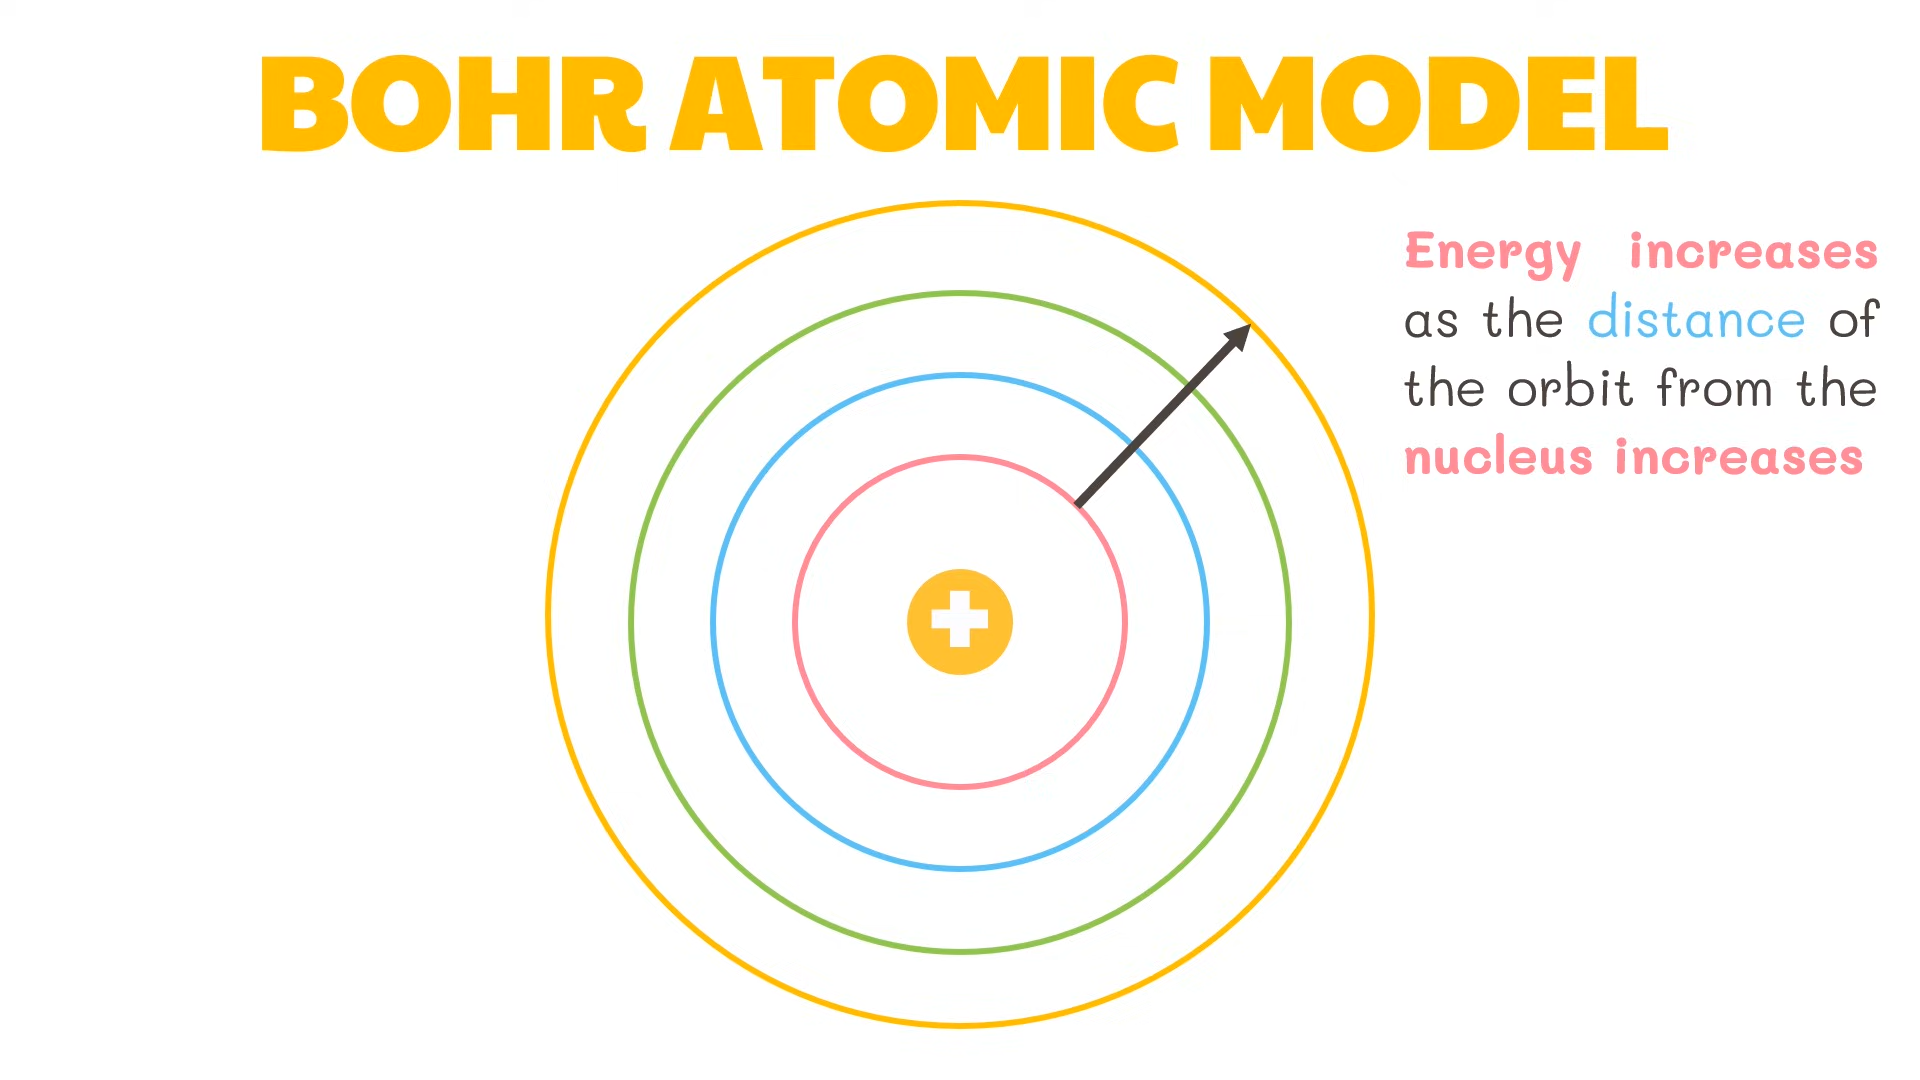 BOHR ATOMIC MODEL
Energy increases
as the distance of
the orbit from the
nucleus increases